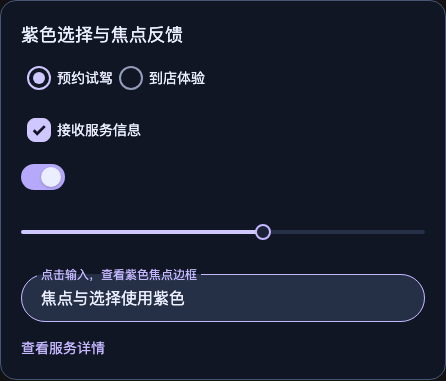 紫色选择与焦点反馈
预约试驾 到店体验
接收服务信息
点击输入，查看紫色焦点边框
焦点与选择使用紫色
查看服务详情